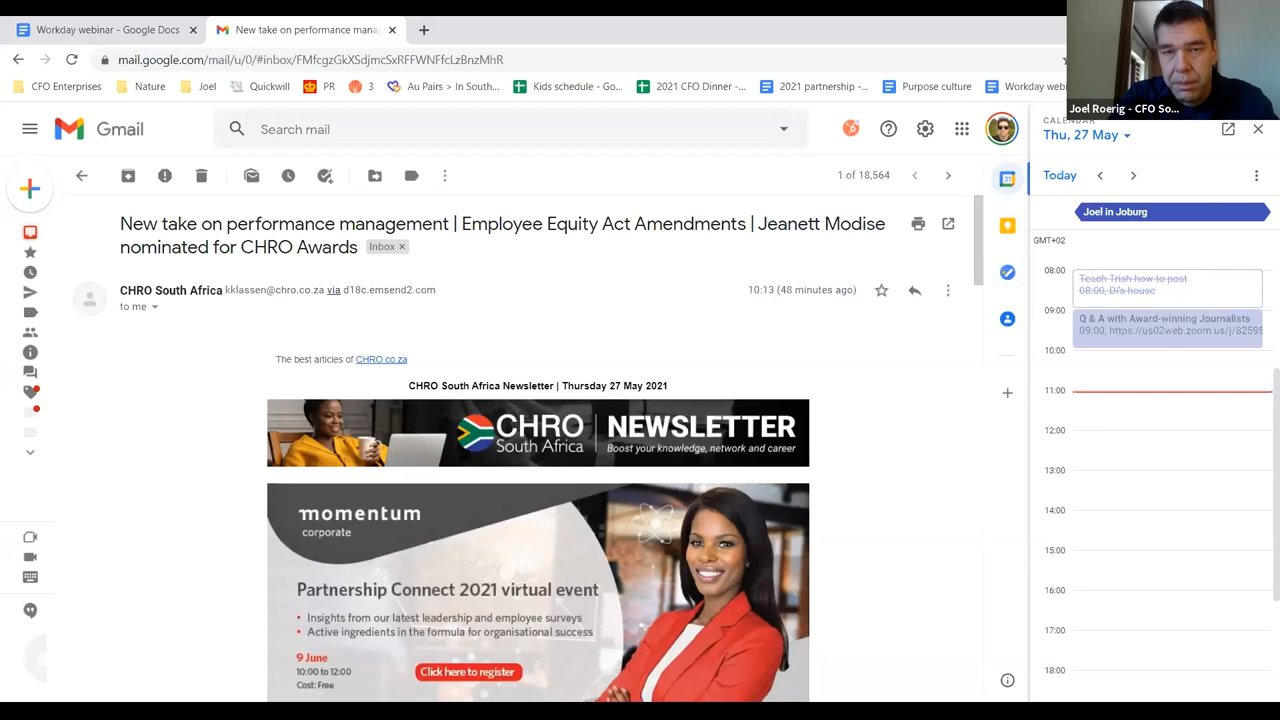 Workday webinar - Google Docs
New take on performance mana
mail.google.com/mail/u/0/#inbox/FMfcgzGkXSdjmcSxRFFWNFfcLzBnzMhR
CFO Enterprises
Nature
Joel
Quickwill
PR
3
Au Pairs > In South...
Kids schedule - Go...
2021 CFO Dinner -...
2021 partnership -...
Purpose culture
Workday webin
Joel Roerig - CFO So...
Gmail
Search mail
CALENDAR
Thu, 27 May
1 of 18,564
Today
New take on performance management | Employee Equity Act Amendments | Jeanett Modise
nominated for CHRO Awards
Inbox
CHRO South Africa kklassen@chro.co.za via d18c.emsend2.com
10:13 (48 minutes ago)
to me
The best articles of CHRO.co.za
CHRO South Africa Newsletter | Thursday 27 May 2021
CHRO
South Africa
NEWSLETTER
Boost your knowledge, network and career
momentum
corporate
Partnership Connect 2021 virtual event
• Insights from our latest leadership and employee surveys
• Active ingredients in the formula for organisational success
9 June
10:00 to 12:00
Cost: Free
Click here to register
Joel in Joburg
GMT+02
08:00
Teach Trish how to post
08:00, Di's house
09:00
Q & A with Award-winning Journalists
09:00, https://us02web.zoom.us/j/8259
10:00
11:00
12:00
13:00
14:00
15:00
16:00
17:00
18:00